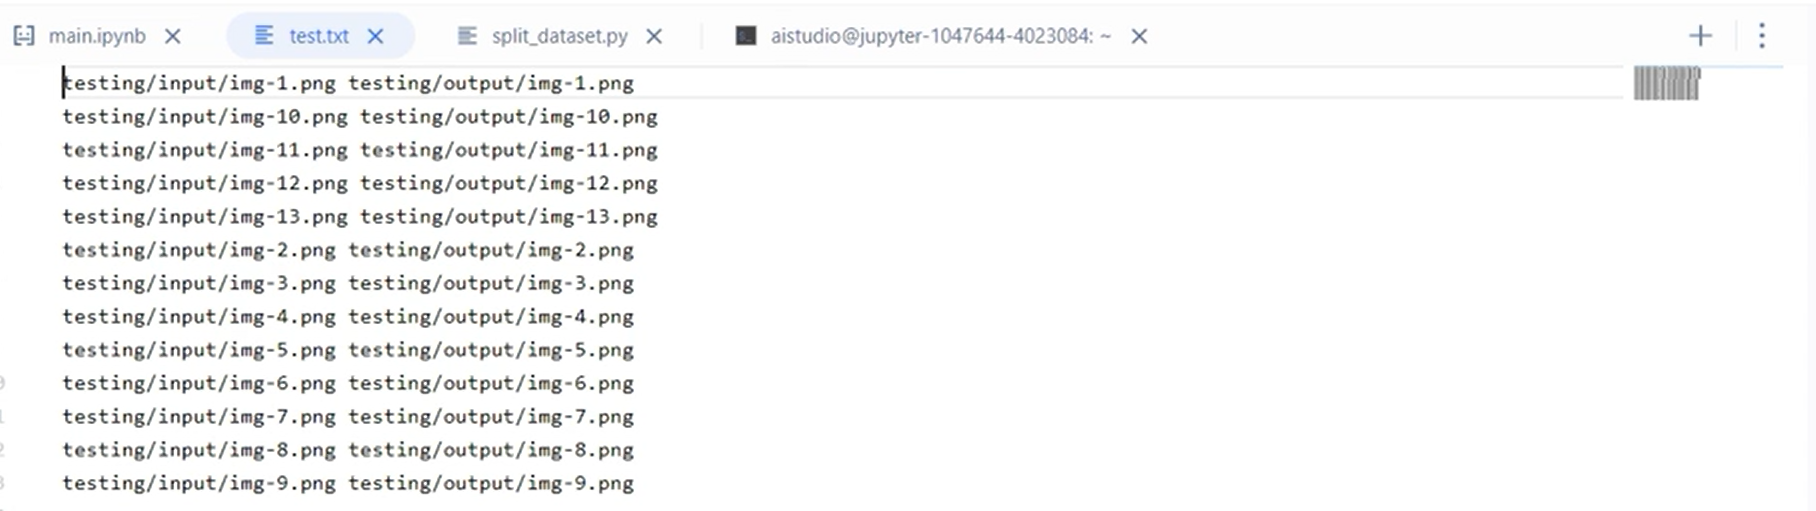 main.ipynb test.txt split_dataset.py aistudio@jupyter-1047644-4023084: ~
testing/input/img-1.png testing/output/img-1.png
testing/input/img-10.png testing/output/img-10.png
testing/input/img-11.png testing/output/img-11.png
testing/input/img-12.png testing/output/img-12.png
testing/input/img-13.png testing/output/img-13.png
testing/input/img-2.png testing/output/img-2.png
testing/input/img-3.png testing/output/img-3.png
testing/input/img-4.png testing/output/img-4.png
testing/input/img-5.png testing/output/img-5.png
testing/input/img-6.png testing/output/img-6.png
testing/input/img-7.png testing/output/img-7.png
testing/input/img-8.png testing/output/img-8.png
testing/input/img-9.png testing/output/img-9.png